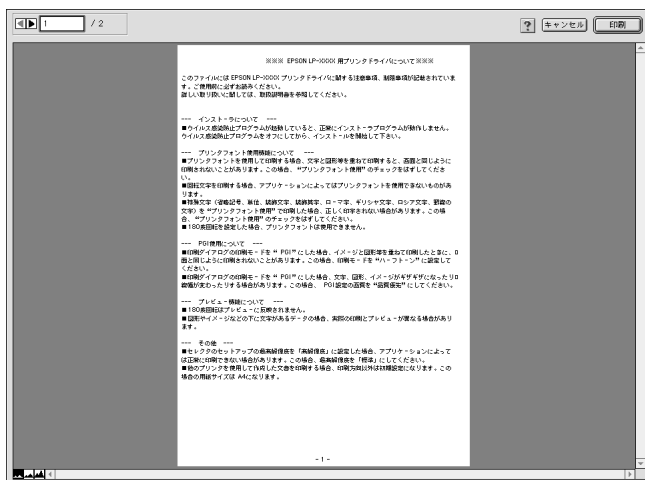 1 / 2
? キャンセル 印刷
※※※ EPSON LP-XXXX 用プリンタドライバについて※※※
このファイルには EPSON LP-XXXX プリンタドライバに関する注意事項、制限事項が記載されていま
す。ご使用前に必ずお読みください。
詳しい取り扱いに関しては、取扱説明書を参照してください。
--- インストーラについて ---
■ウイルス感染防止プログラムが起動していると、正常にインストーラプログラムが動作しません。
ウイルス感染防止プログラムをオフにしてから、インストールを開始して下さい。
--- プリンタフォント使用機能について ---
■プリンタフォントを使用して印刷する場合、文字と図形等を重ねて印刷すると、画面と同じように
印刷されないことがあります。この場合、“プリンタフォント使用”のチェックをはずしてくださ
い。
■回転文字を印刷する場合、アプリケーションによってはプリンタフォントを使用できないものがあ
ります。
■特殊文字（省略記号、単位、装飾文字、装飾英字、ローマ字、ギリシャ文字、ロシア文字、罫線の
文字）を“プリンタフォント使用”で印刷した場合、正しく印字されない場合があります。この場
合、“プリンタフォント使用”のチェックをはずしてください。
■180度回転を設定した場合、プリンタフォントは使用できません。
--- PGI使用について ---
■印刷ダイアログの印刷モードを“ PGI”にした場合、イメージと図形等を重ねて印刷したときに、画
面と同じように印刷されないことがあります。この場合、印刷モードを“ハーフトーン”に設定して
ください。
■印刷ダイアログの印刷モードを“ PGI”にした場合、文字、図形、イメージがギザギザになったり
線幅が変わったりする場合があります。この場合、 PGI設定の画質を“品質優先”にしてください。
--- プレビュー機能について ---
■180度回転はプレビューに反映されません。
■図形やイメージなどの下に文字があるデータの場合、実際の印刷とプレビューが異なる場合があり
ます。
--- その他 ---
■セレクタのセットアップの最高解像度を「高解像度」に設定した場合、アプリケーションによって
は正常に印刷できない場合があります。この場合、最高解像度を「標準」にしてください。
■他のプリンタを使用して作成した文書を印刷する場合、印刷方向以外は初期設定になります。この
場合の用紙サイズは A4になります。
- 1 -